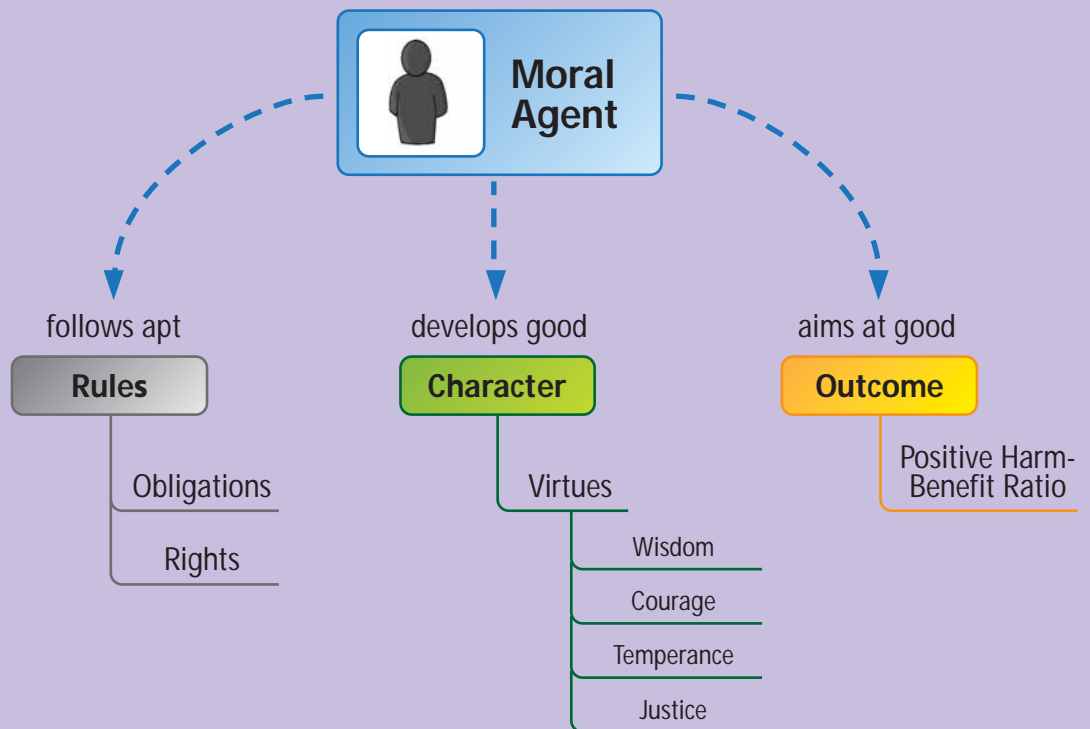 Moral
Agent
follows apt
Rules
Obligations
Rights
develops good
Character
Virtues
Wisdom
Courage
Temperance
Justice
aims at good
Outcome
Positive Harm-
Benefit Ratio